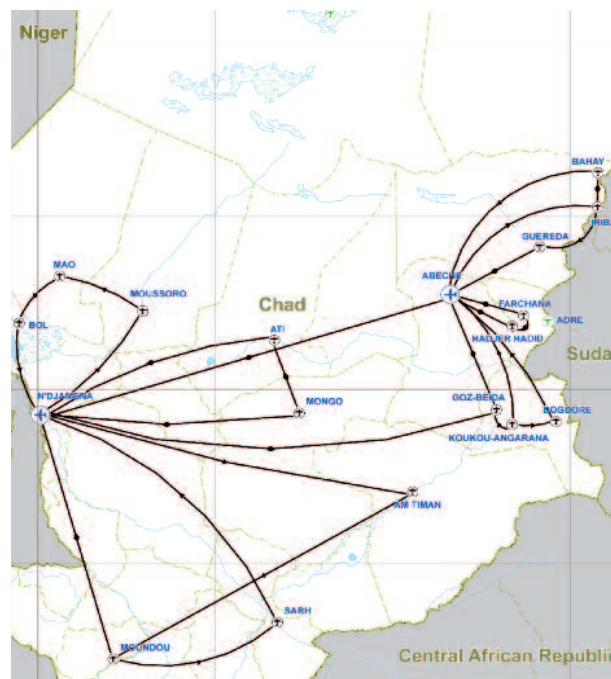 Niger
BAHAY
IRIBA
GUEREDA
MAO
ABECHE
MOUSSORO
Chad
FARCHANA
BOL
ADRE
ATI
HADJER HADID
Suda
N'DJAMENA
MONGO
GOZ-BEIDA
DOGDORE
KOUKOU-ANGARANA
AM TIMAN
SARH
MOUNDOU
Central African Republic